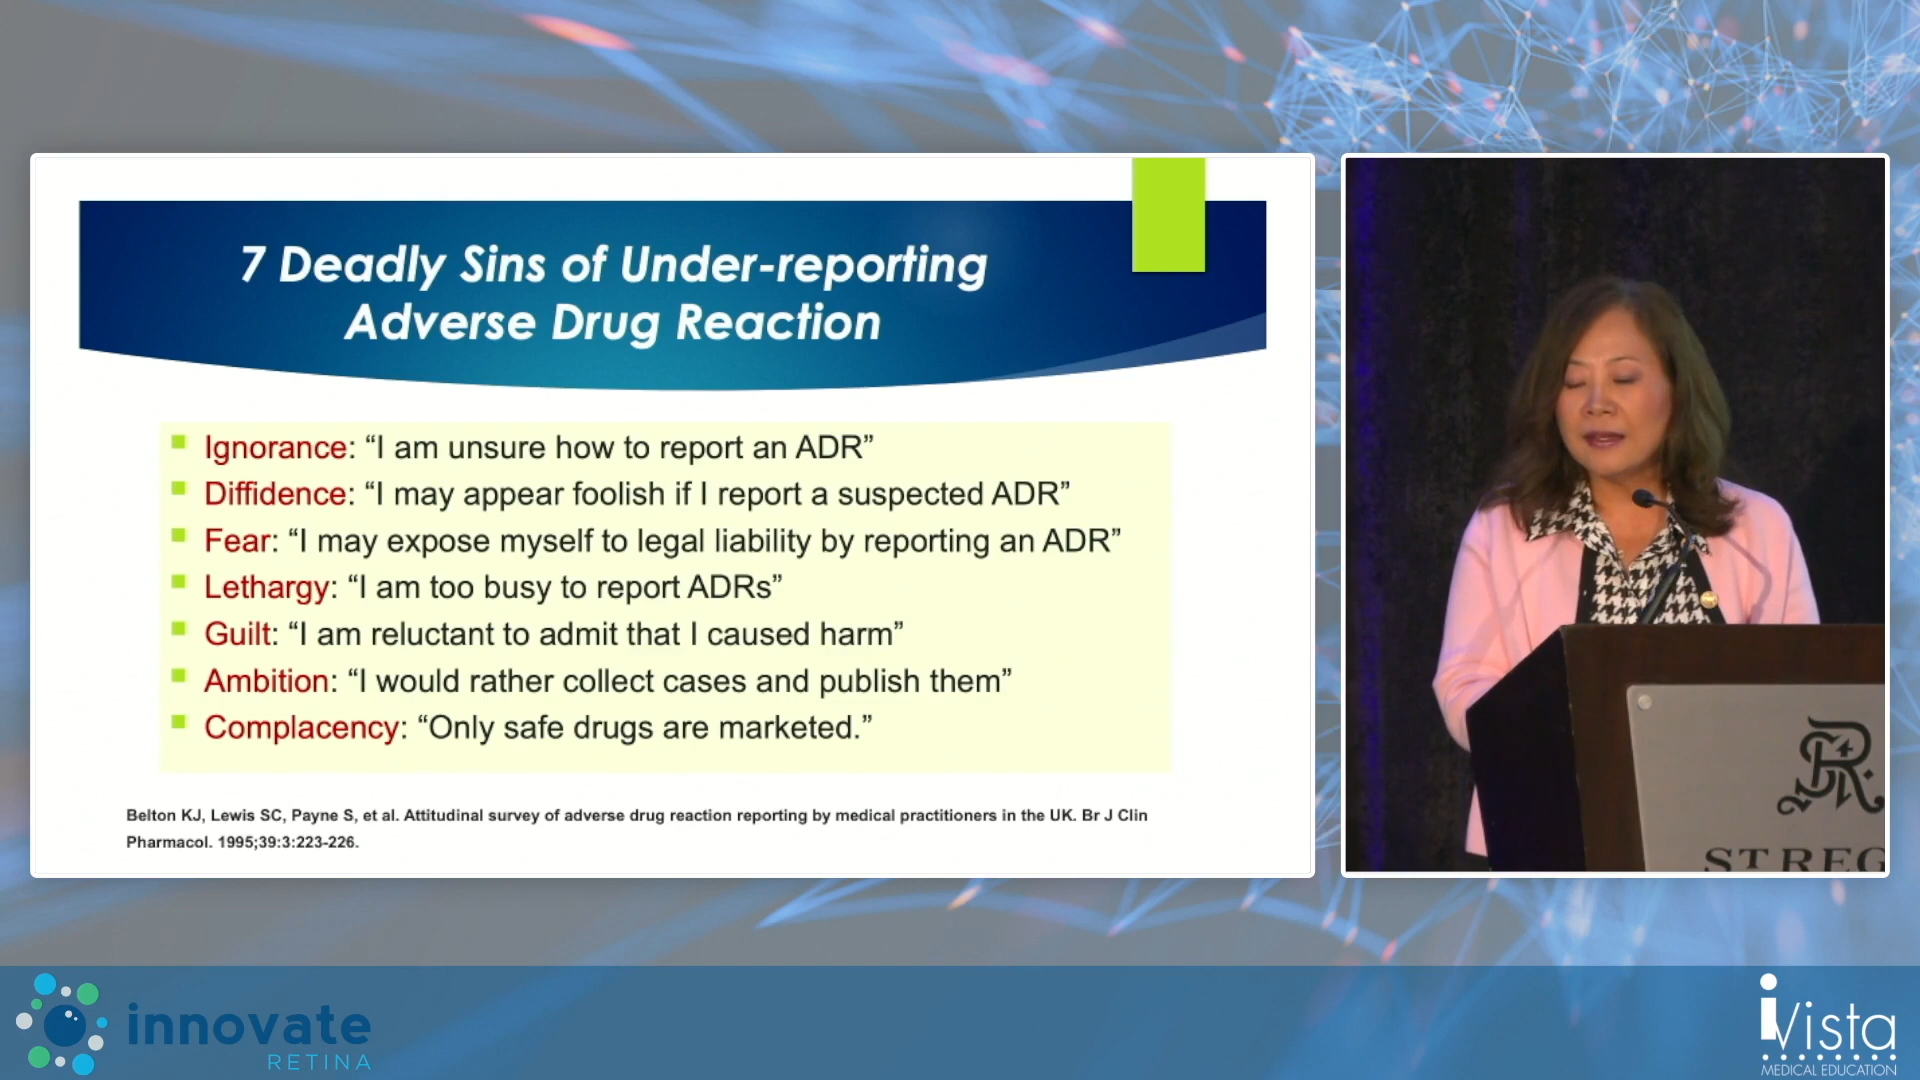 7 Deadly Sins of Under-reporting
Adverse Drug Reaction
Ignorance: “I am unsure how to report an ADR”
Diffidence: “I may appear foolish if I report a suspected ADR”
Fear: “I may expose myself to legal liability by reporting an ADR”
Lethargy: “I am too busy to report ADRs”
Guilt: “I am reluctant to admit that I caused harm”
Ambition: “I would rather collect cases and publish them”
Complacency: “Only safe drugs are marketed.”
Belton KJ, Lewis SC, Payne S, et al. Attitudinal survey of adverse drug reaction reporting by medical practitioners in the UK. Br J Clin
Pharmacol. 1995;39:3:223-226.
R
ST REG
innovate
RETINA
iVista
MEDICAL EDUCATION